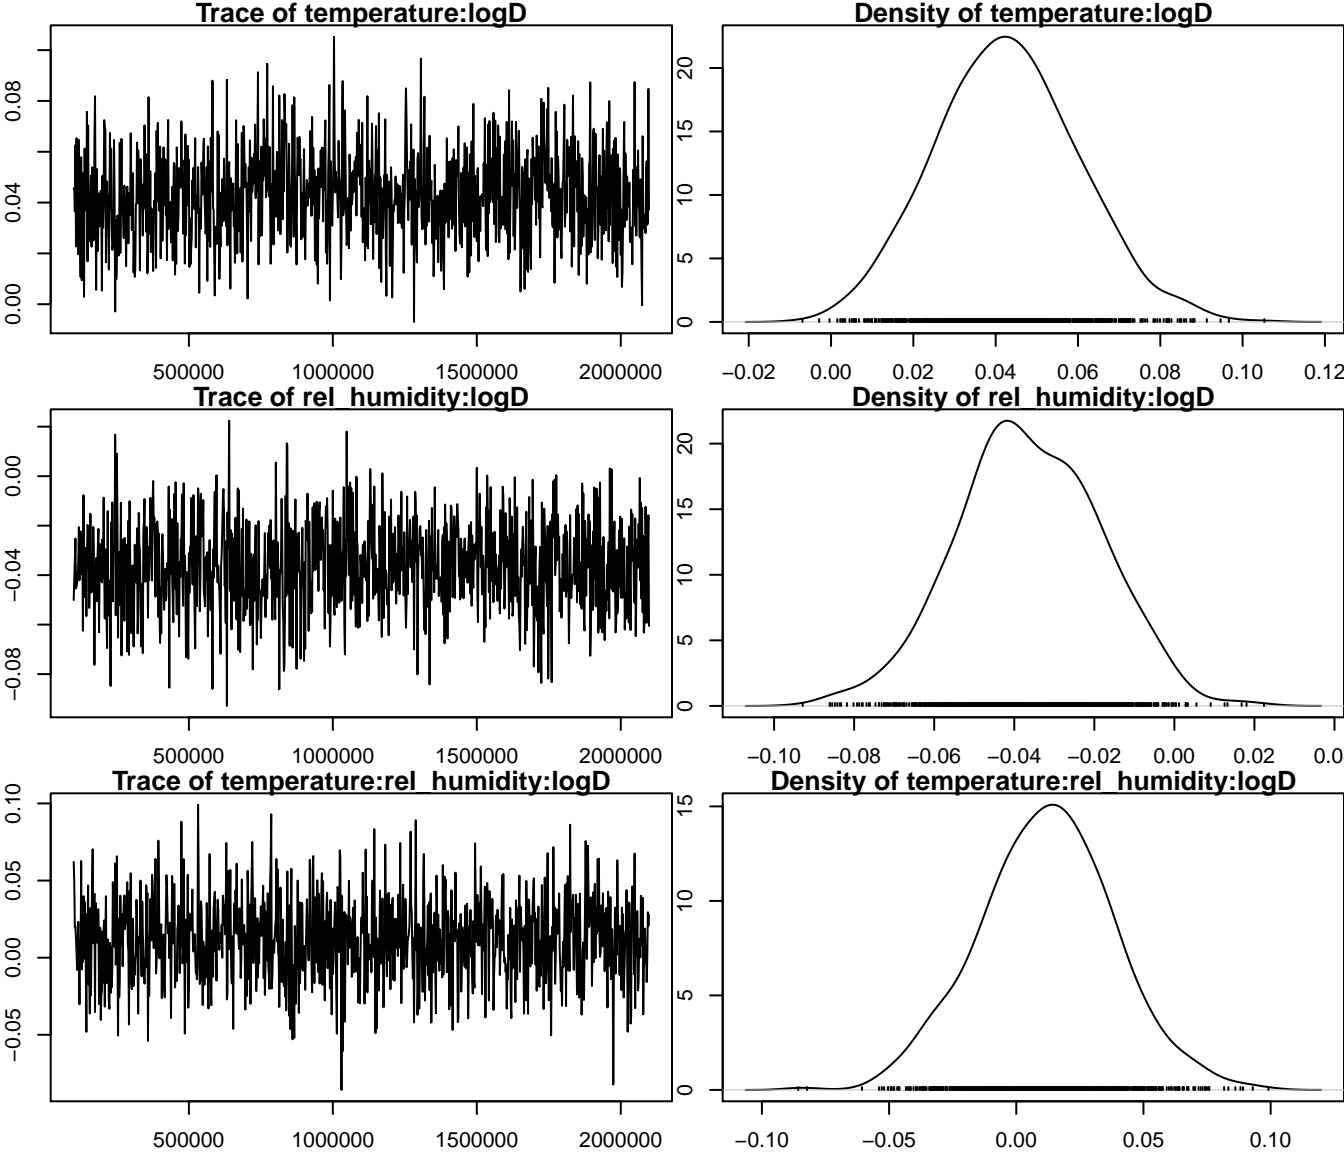 Trace of temperature:logD
0.00 0.04 0.08
500000 1000000 1500000 2000000
Density of temperature:logD
0 5 10 15 20
−0.02 0.00 0.02 0.04 0.06 0.08 0.10 0.12
Trace of rel_humidity:logD
−0.08 −0.04 0.00
500000 1000000 1500000 2000000
Density of rel_humidity:logD
0 5 10 15 20
−0.10 −0.08 −0.06 −0.04 −0.02 0.00 0.02 0.0
Trace of temperature:rel_humidity:logD
−0.05 0.00 0.05 0.10
500000 1000000 1500000 2000000
Density of temperature:rel_humidity:logD
0 5 10 15
−0.10 −0.05 0.00 0.05 0.10